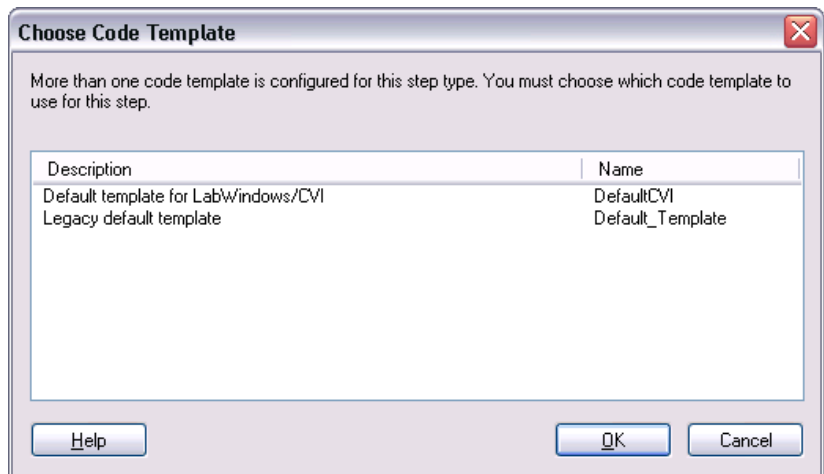 Choose Code Template
More than one code template is configured for this step type. You must choose which code template to
use for this step.
Description Name
Default template for LabWindows/CVI DefaultCVI
Legacy default template Default_Template
Help OK Cancel